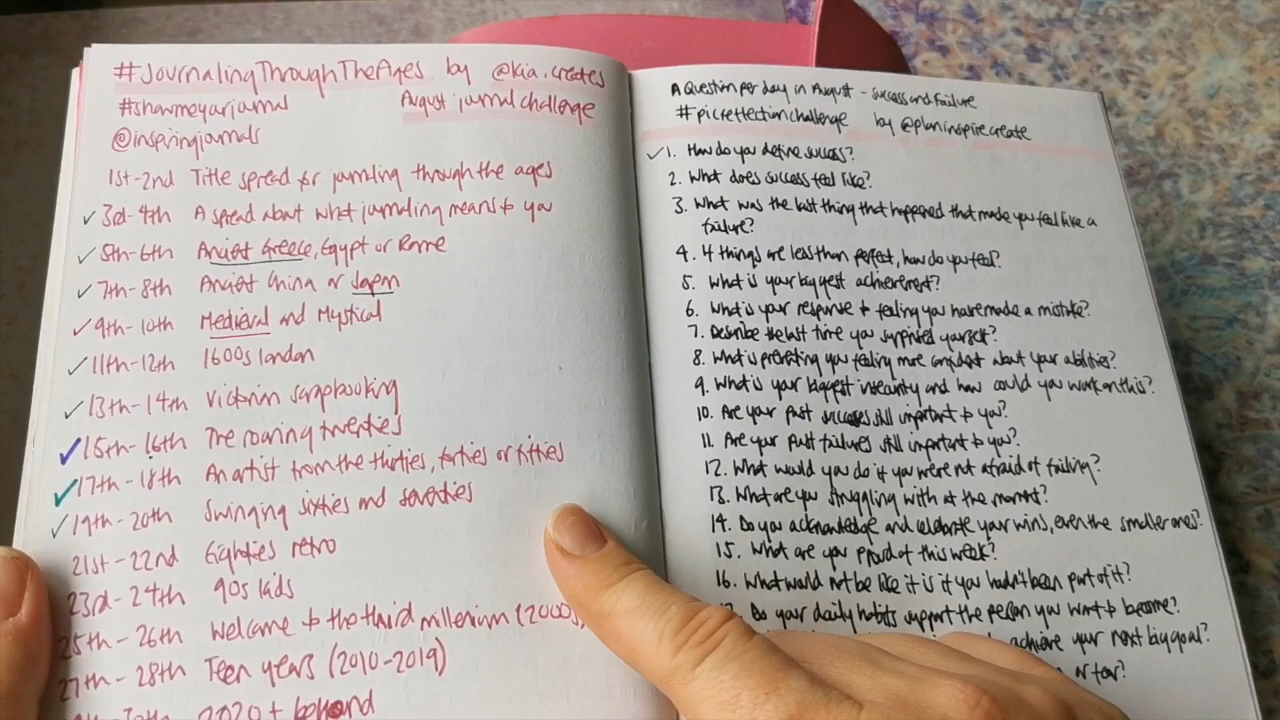 #JournalingThroughTheAges by @kia.creates
#showmeyourjournal August journal challenge
@inspiringjournals
1st-2nd Title spread for journaling through the ages
✓ 3rd-4th A spread about what journaling means to you
✓ 5th-6th Ancient Greece, Egypt or Rome
✓ 7th-8th Ancient China or Japan
✓ 9th-10th Medieval and Mystical
✓ 11th-12th 1600s London
✓ 13th-14th Victorian scrapbooking
✓ 15th-16th The roaring twenties
✓ 17th-18th An artist from the thirties, forties or fifties
✓ 19th-20th Swinging sixties and seventies
21st-22nd Eighties retro
23rd-24th 90s kids
25th-26th Welcome to the third millenium (2000s,
27th-28th Teen years (2010-2019)
2020 + beyond
A Question per day in August - success and failure
#picreflectionchallenge by @planinspirecreate
✓ 1. How do you define success?
2. What does success feel like?
3. What was the last thing that happened that made you feel like a
failure?
4. If things are less than perfect, how do you feel?
5. What is your biggest achievement?
6. What is your response to feeling you have made a mistake?
7. Describe the last time you surprised yourself?
8. What is preventing you feeling more confident about your abilities?
9. What is your biggest insecurity and how could you work on this?
10. Are your past successes still important to you?
11. Are your past failures still important to you?
12. What would you do if you were not afraid of failing?
13. What are you struggling with at the moment?
14. Do you acknowledge and celebrate your wins, even the smaller ones?
15. What are you proud of this week?
16. What would not be like it is if you hadn't been part of it?
Do your daily habits support the person you want to become?
achieve your next big goal?
or fear?